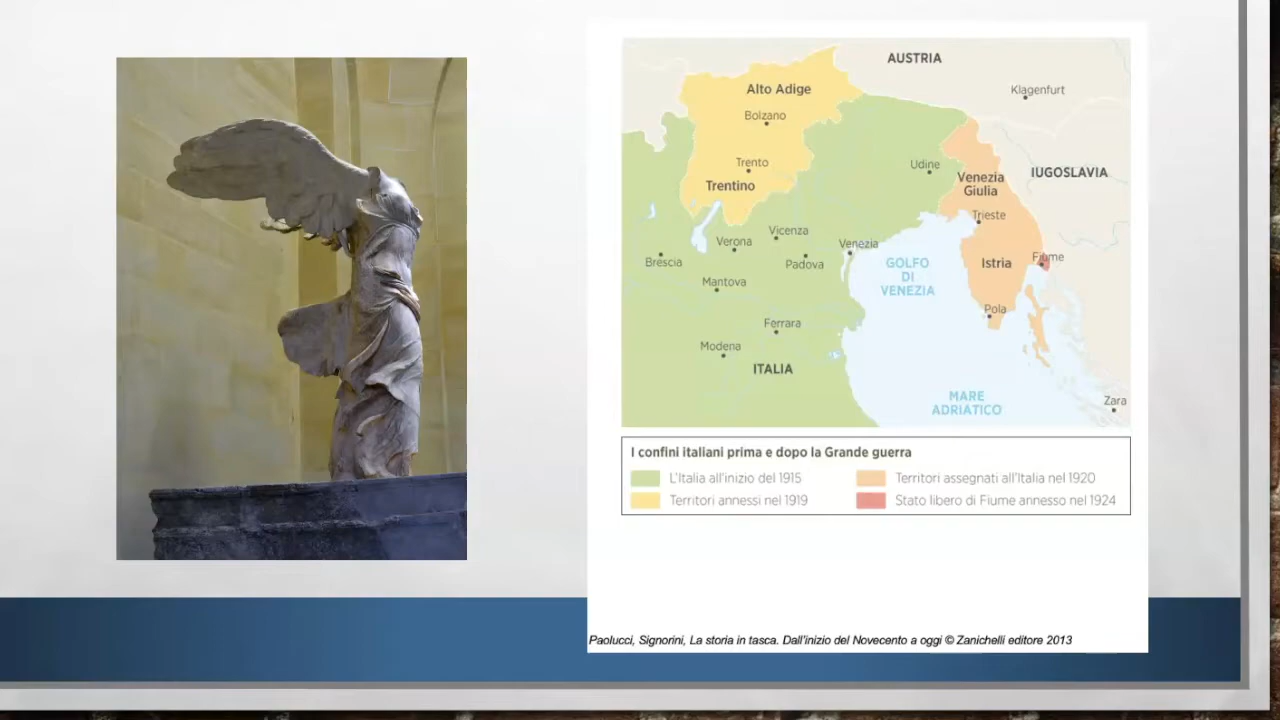 AUSTRIA
Klagenfurt
Alto Adige
Bolzano
Trento
Trentino
Udine
Venezia
Giulia
IUGOSLAVIA
Trieste
Vicenza
Verona
Venezia
Brescia
Padova
GOLFO
DI
VENEZIA
Istria
Fiume
Mantova
Pola
Ferrara
Modena
ITALIA
MARE
ADRIATICO
Zara
I confini italiani prima e dopo la Grande guerra
L'Italia all'inizio del 1915
Territori assegnati all'Italia nel 1920
Territori annessi nel 1919
Stato libero di Fiume annesso nel 1924
Paolucci, Signorini, La storia in tasca. Dall'inizio del Novecento a oggi © Zanichelli editore 2013